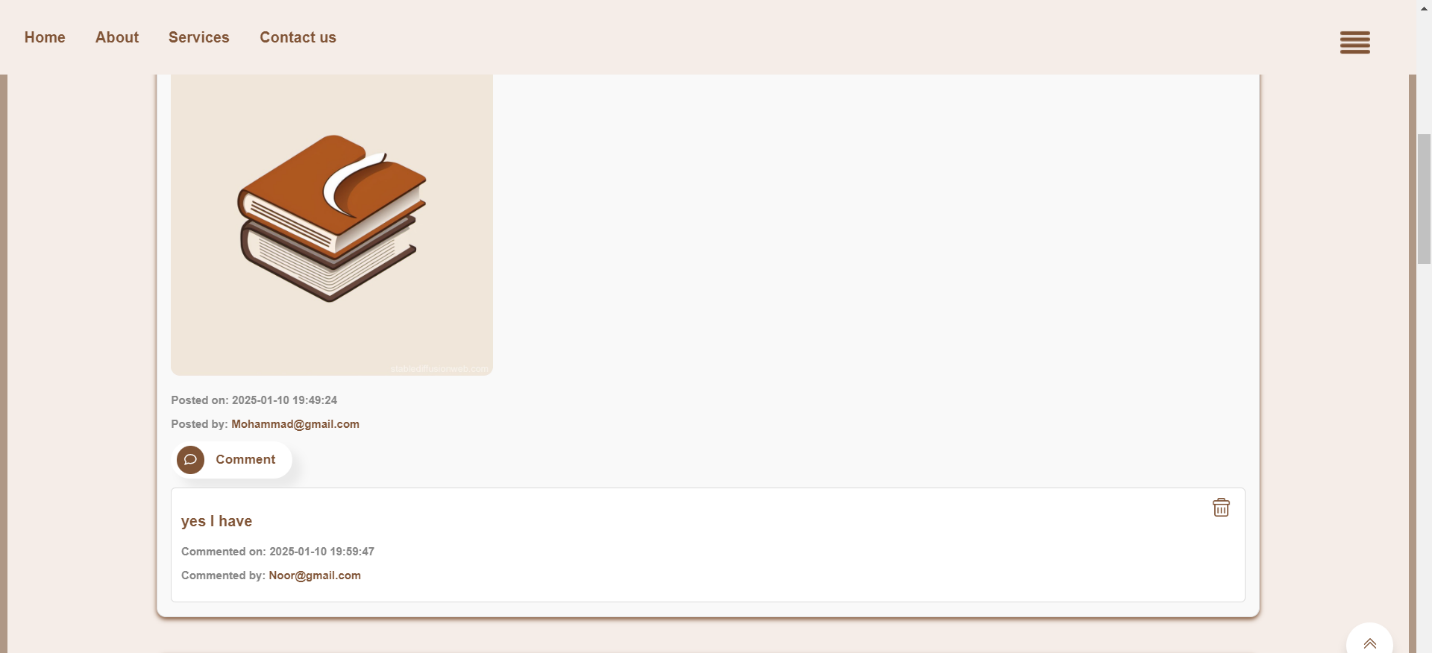 Home About Services Contact us
Posted on: 2025-01-10 19:49:24
Posted by: Mohammad@gmail.com
Comment
yes I have
Commented on: 2025-01-10 19:59:47
Commented by: Noor@gmail.com